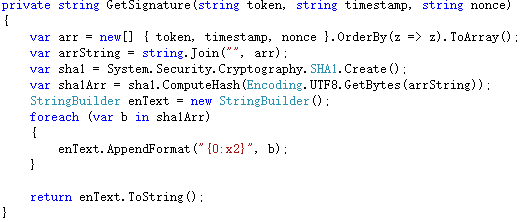 private string GetSignature(string token, string timestamp, string nonce)
{
    var arr = new[] { token, timestamp, nonce }.OrderBy(z => z).ToArray();
    var arrString = string.Join("", arr);
    var sha1 = System.Security.Cryptography.SHA1.Create();
    var sha1Arr = sha1.ComputeHash(Encoding.UTF8.GetBytes(arrString));
    StringBuilder enText = new StringBuilder();
    foreach (var b in sha1Arr)
    {
        enText.AppendFormat("{0:x2}", b);
    }
    return enText.ToString();
}